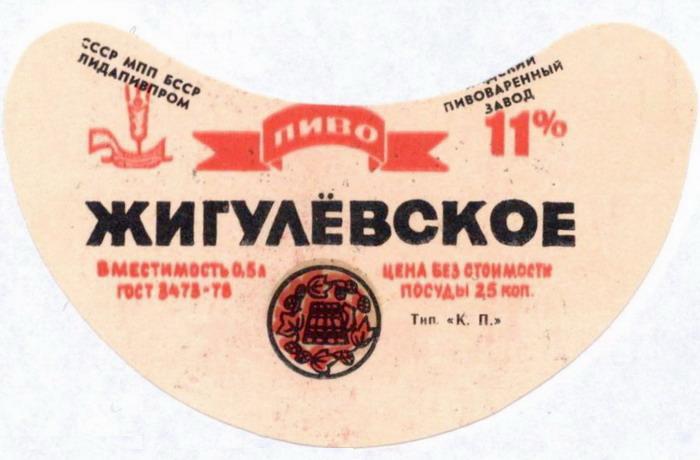 СССР МПП БССР
ЛИДАПИВПРОМ
ПИВОВАРЕННЫЙ
ЗАВОД
ПИВО
11%
ЖИГУЛЁВСКОЕ
ВМЕСТИМОСТЬ 0,5 л
ГОСТ 3473-78
ЦЕНА БЕЗ СТОИМОСТИ
ПОСУДЫ 25 КОП.
Тип. «К. П.»